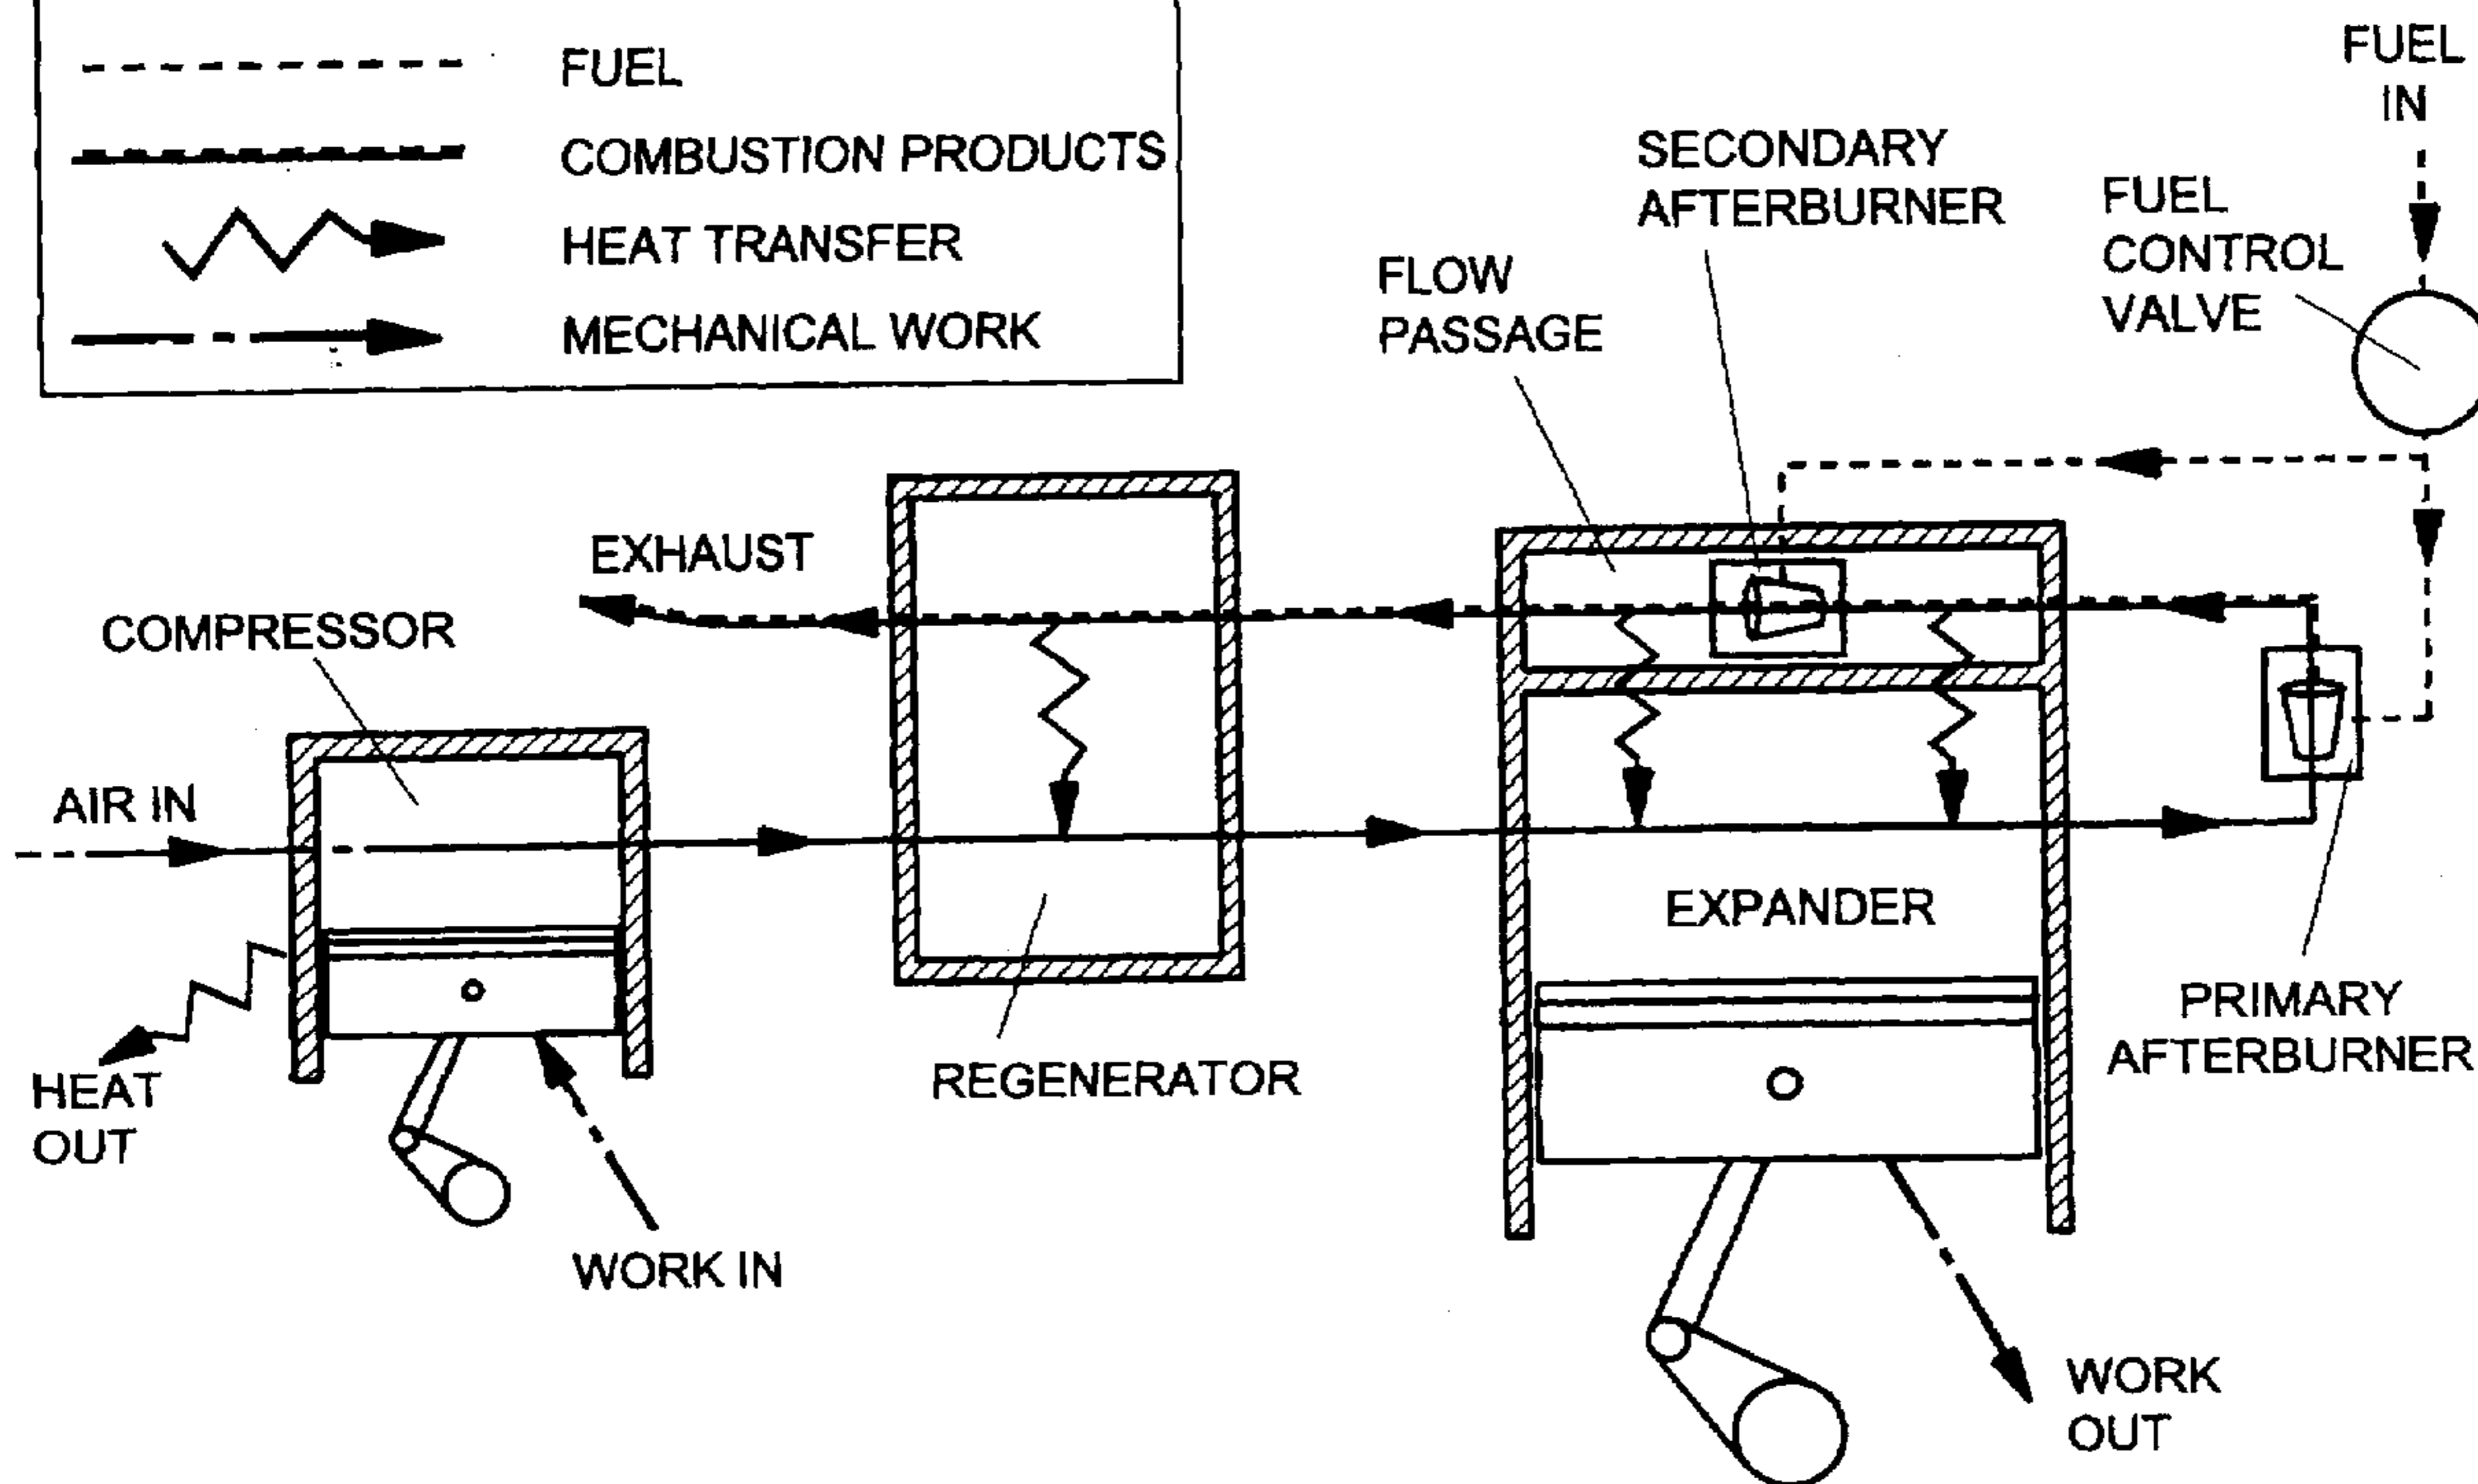 FUEL
COMBUSTION PRODUCTS
HEAT TRANSFER
MECHANICAL WORK
FUEL
IN
SECONDARY
AFTERBURNER
FUEL
CONTROL
VALVE
FLOW
PASSAGE
EXHAUST
COMPRESSOR
AIR IN
EXPANDER
PRIMARY
AFTERBURNER
REGENERATOR
HEAT
OUT
WORK IN
WORK
OUT